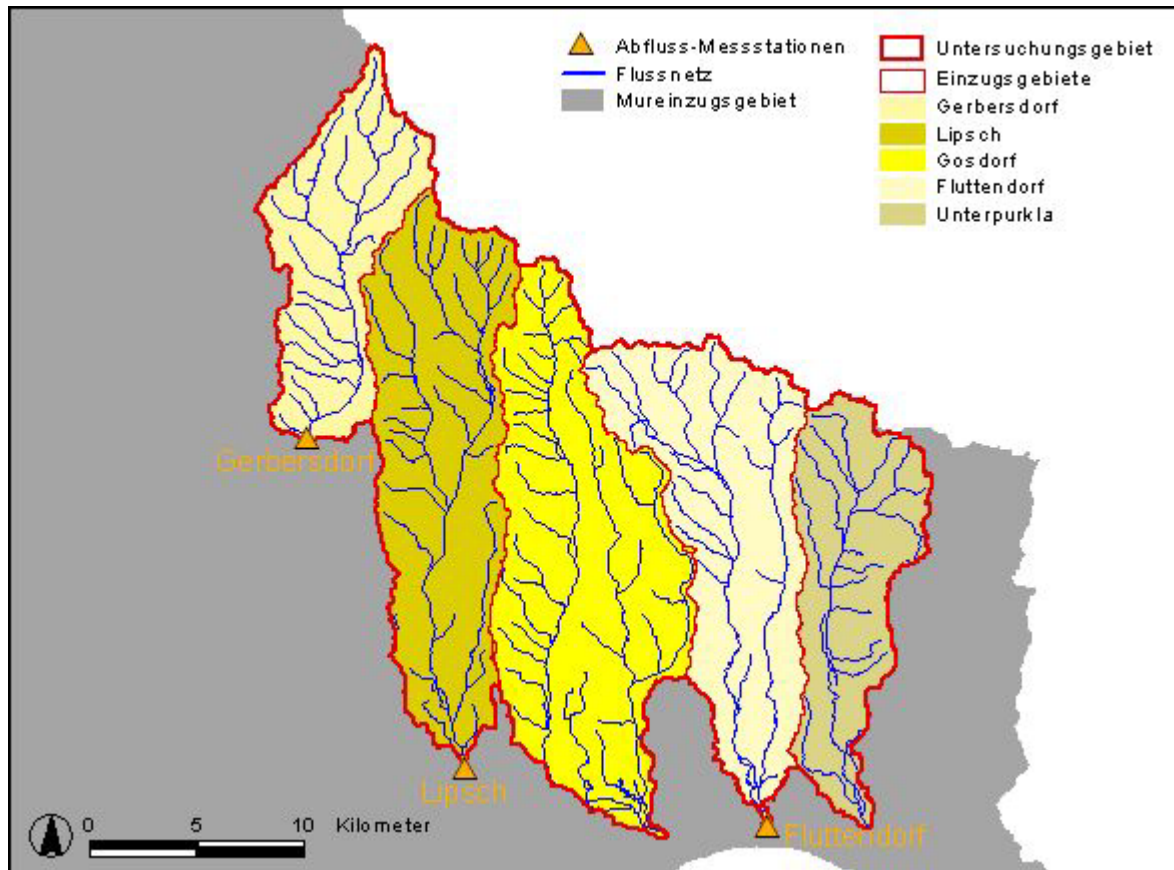 Abfluss-Messstationen
Flussnetz
Mureinzugsgebiet
Untersuchungsgebiet
Einzugsgebiete
Gerbersdorf
Lipsch
Gosdorf
Fluttendorf
Unterpurkla
Gerbersdorf
Lipsch
Fluttendorf
0 5 10 Kilometer